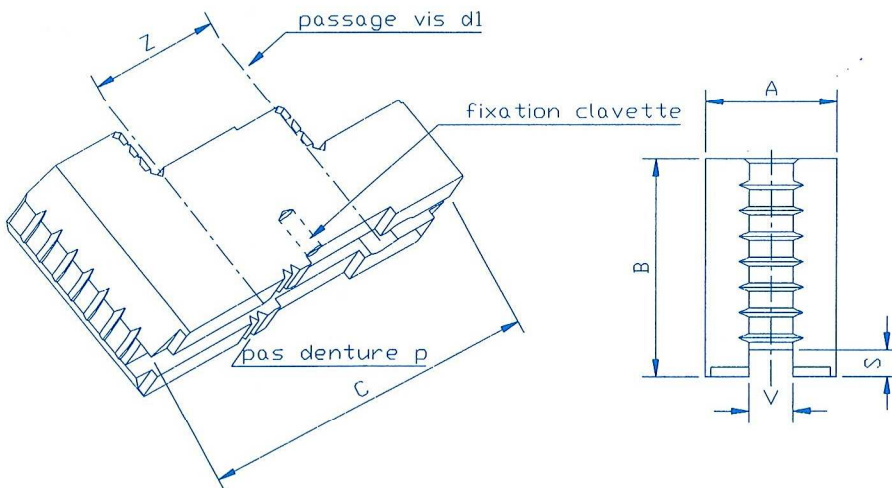 passage vis d1
Z
fixation clavette
A
B
pas denture p
C
S
V